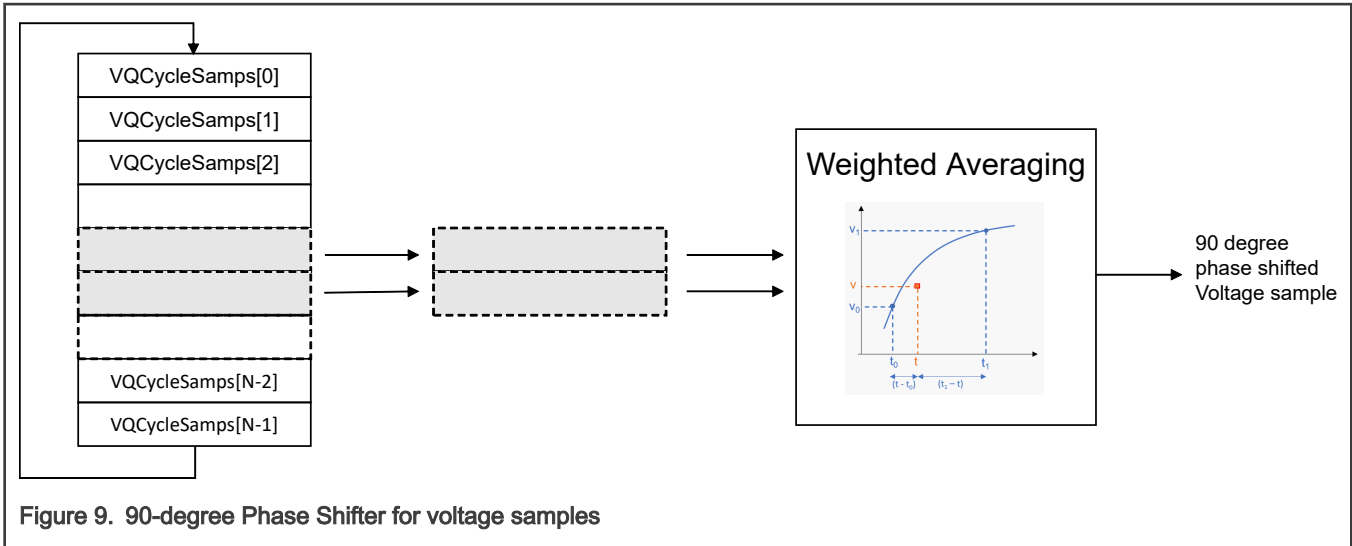 VQCycleSamps[0]
VQCycleSamps[1]
VQCycleSamps[2]
VQCycleSamps[N-2]
VQCycleSamps[N-1]
Weighted Averaging
v₁
v
v₀
t₀ t t₁
(t - t₀) (t₁ – t)
90 degree
phase shifted
Voltage sample
Figure 9. 90-degree Phase Shifter for voltage samples